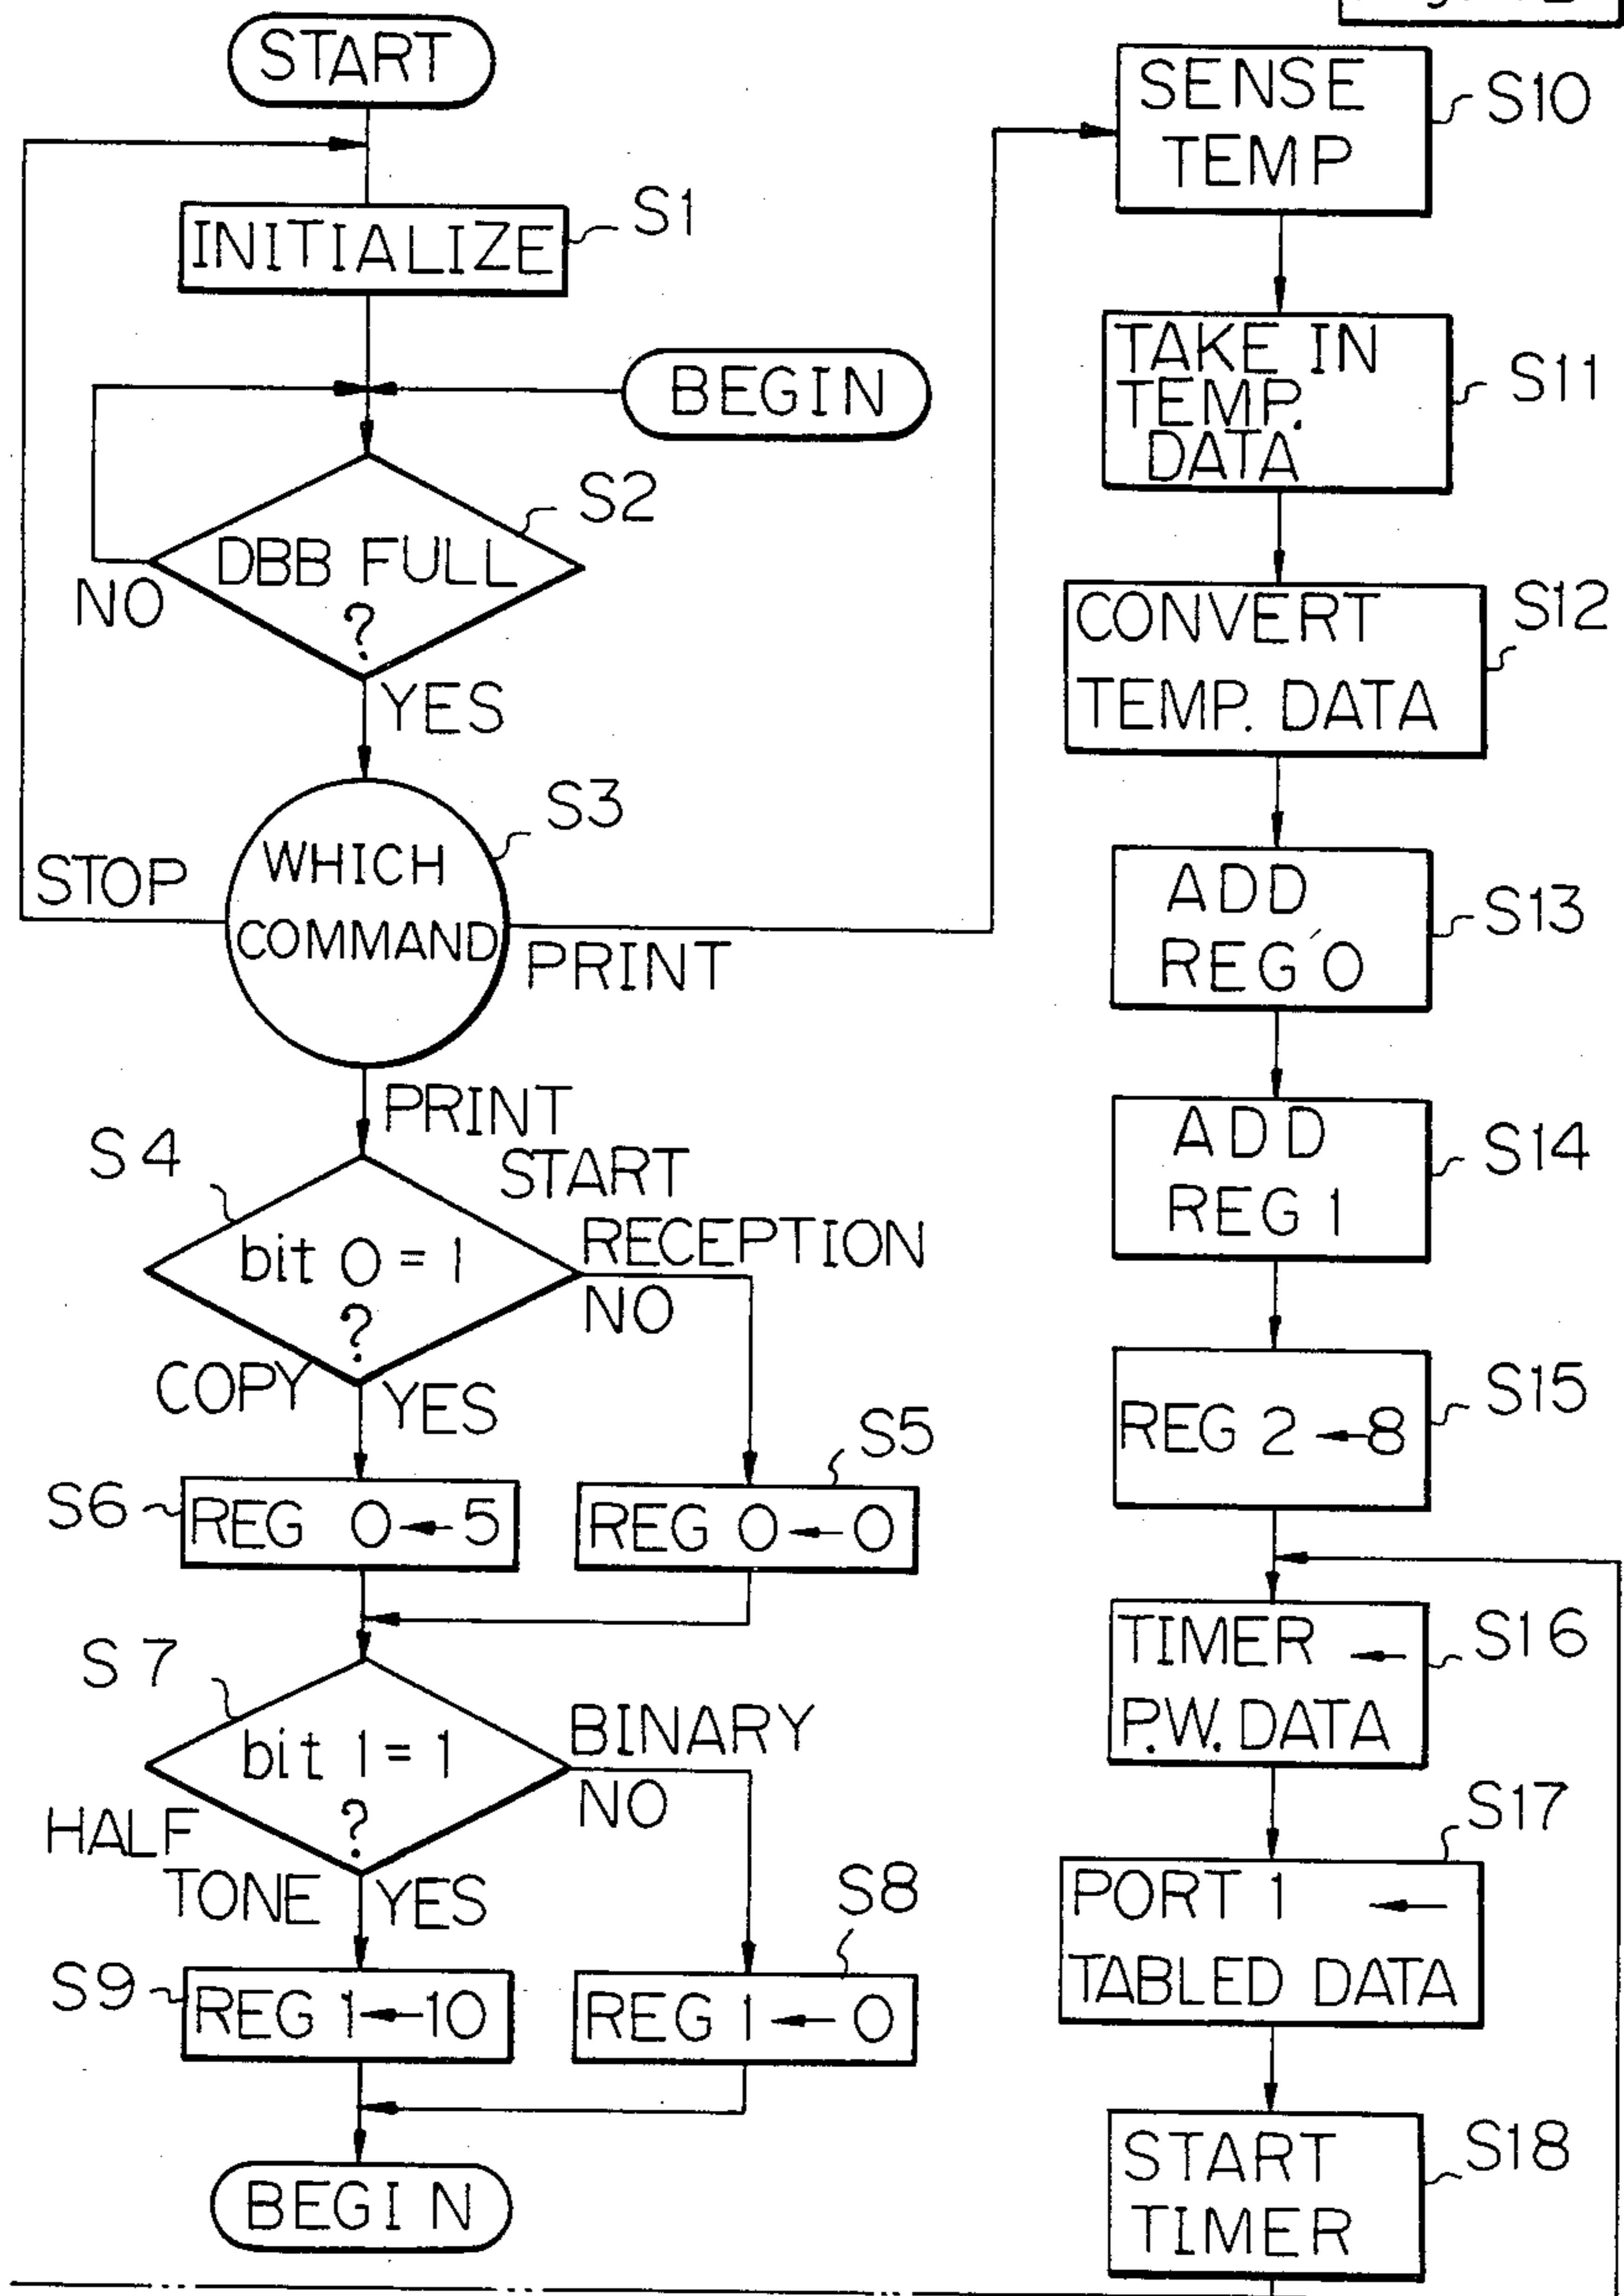 START
INITIALIZE
S1
BEGIN
DBB FULL
?
S2
NO
YES
WHICH
COMMAND
S3
STOP
PRINT
PRINT
START
S4
bit 0 = 1
?
RECEPTION
NO
COPY
YES
S5
S6
REG 0←5
REG 0←0
S7
bit 1 = 1
?
BINARY
NO
HALF
TONE
YES
S8
S9
REG 1←10
REG 1←0
BEGIN
SENSE
TEMP
S10
TAKE IN
TEMP.
DATA
S11
CONVERT
TEMP. DATA
S12
ADD
REG 0
S13
ADD
REG 1
S14
REG 2←8
S15
TIMER ←
P.W. DATA
S16
PORT 1 ←
TABLED DATA
S17
START
TIMER
S18